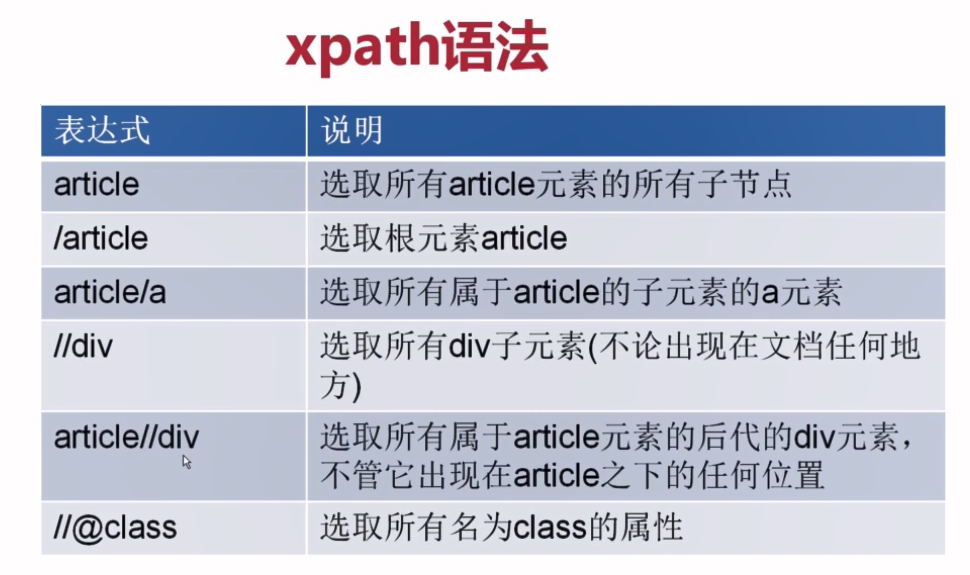 xpath语法
表达式 说明
article 选取所有article元素的所有子节点
/article 选取根元素article
article/a 选取所有属于article的子元素的a元素
//div 选取所有div子元素(不论出现在文档任何地
方)
article//div 选取所有属于article元素的后代的div元素，
不管它出现在article之下的任何位置
//@class 选取所有名为class的属性